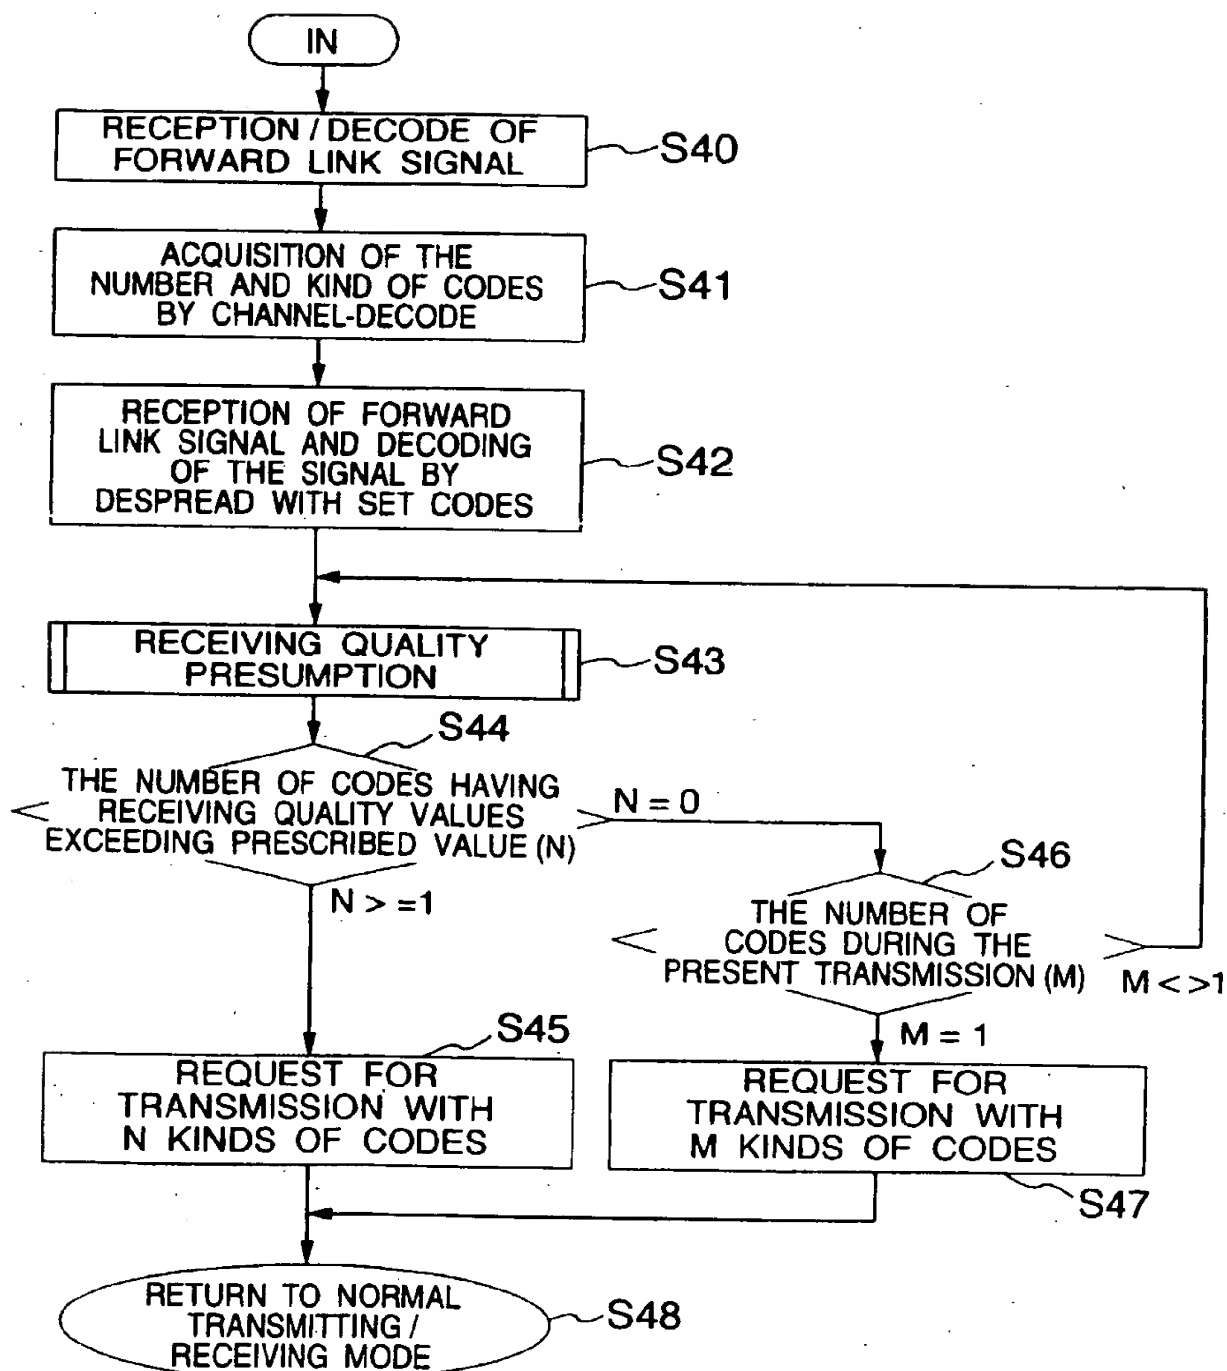 IN
RECEPTION / DECODE OF
FORWARD LINK SIGNAL
S40
ACQUISITION OF THE
NUMBER AND KIND OF CODES
BY CHANNEL-DECODE
S41
RECEPTION OF FORWARD
LINK SIGNAL AND DECODING
OF THE SIGNAL BY
DESPREAD WITH SET CODES
S42
RECEIVING QUALITY
PRESUMPTION
S43
S44
THE NUMBER OF CODES HAVING
RECEIVING QUALITY VALUES
EXCEEDING PRESCRIBED VALUE (N)
N = 0
N > =1
S46
THE NUMBER OF
CODES DURING THE
PRESENT TRANSMISSION (M)
M < >1
M = 1
S45
REQUEST FOR
TRANSMISSION WITH
N KINDS OF CODES
REQUEST FOR
TRANSMISSION WITH
M KINDS OF CODES
S47
RETURN TO NORMAL
TRANSMITTING /
RECEIVING MODE
S48